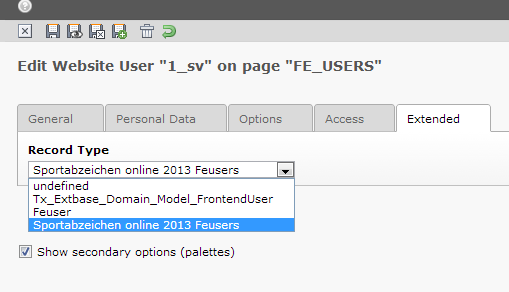 Edit Website User "1_sv" on page "FE_USERS"
General Personal Data Options Access Extended
Record Type
Sportabzeichen online 2013 Feusers
undefined
Tx_Extbase_Domain_Model_FrontendUser
Feuser
Sportabzeichen online 2013 Feusers
Show secondary options (palettes)